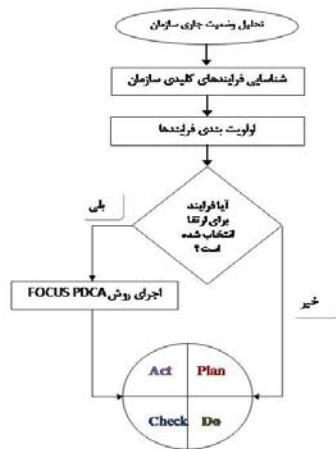 تحلیل وضعیت جاری سازمان
شناسایی فرایندهای کلیدی سازمان
اولویت بندی فرایندها
آیا فرایند
برای ارتقا
انتخاب شده
است؟
بلی
خیر
اجرای روش FOCUS PDCA
Act Plan
Check Do